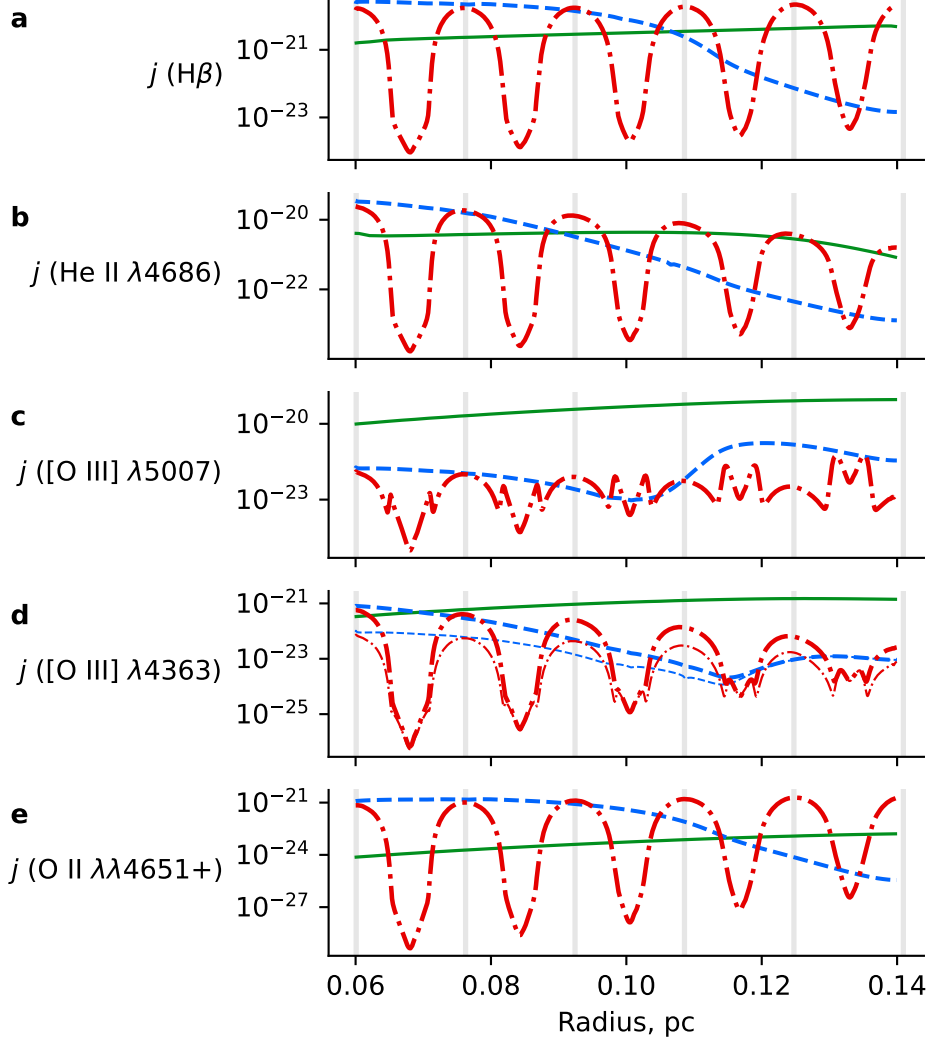 a
j (Hβ)
10⁻²¹
10⁻²³
b
j (He II λ4686)
10⁻²⁰
10⁻²²
c
j ([O III] λ5007)
10⁻²⁰
10⁻²³
d
j ([O III] λ4363)
10⁻²¹
10⁻²³
10⁻²⁵
e
j (O II λλ4651+)
10⁻²¹
10⁻²⁴
10⁻²⁷
0.06 0.08 0.10 0.12 0.14
Radius, pc